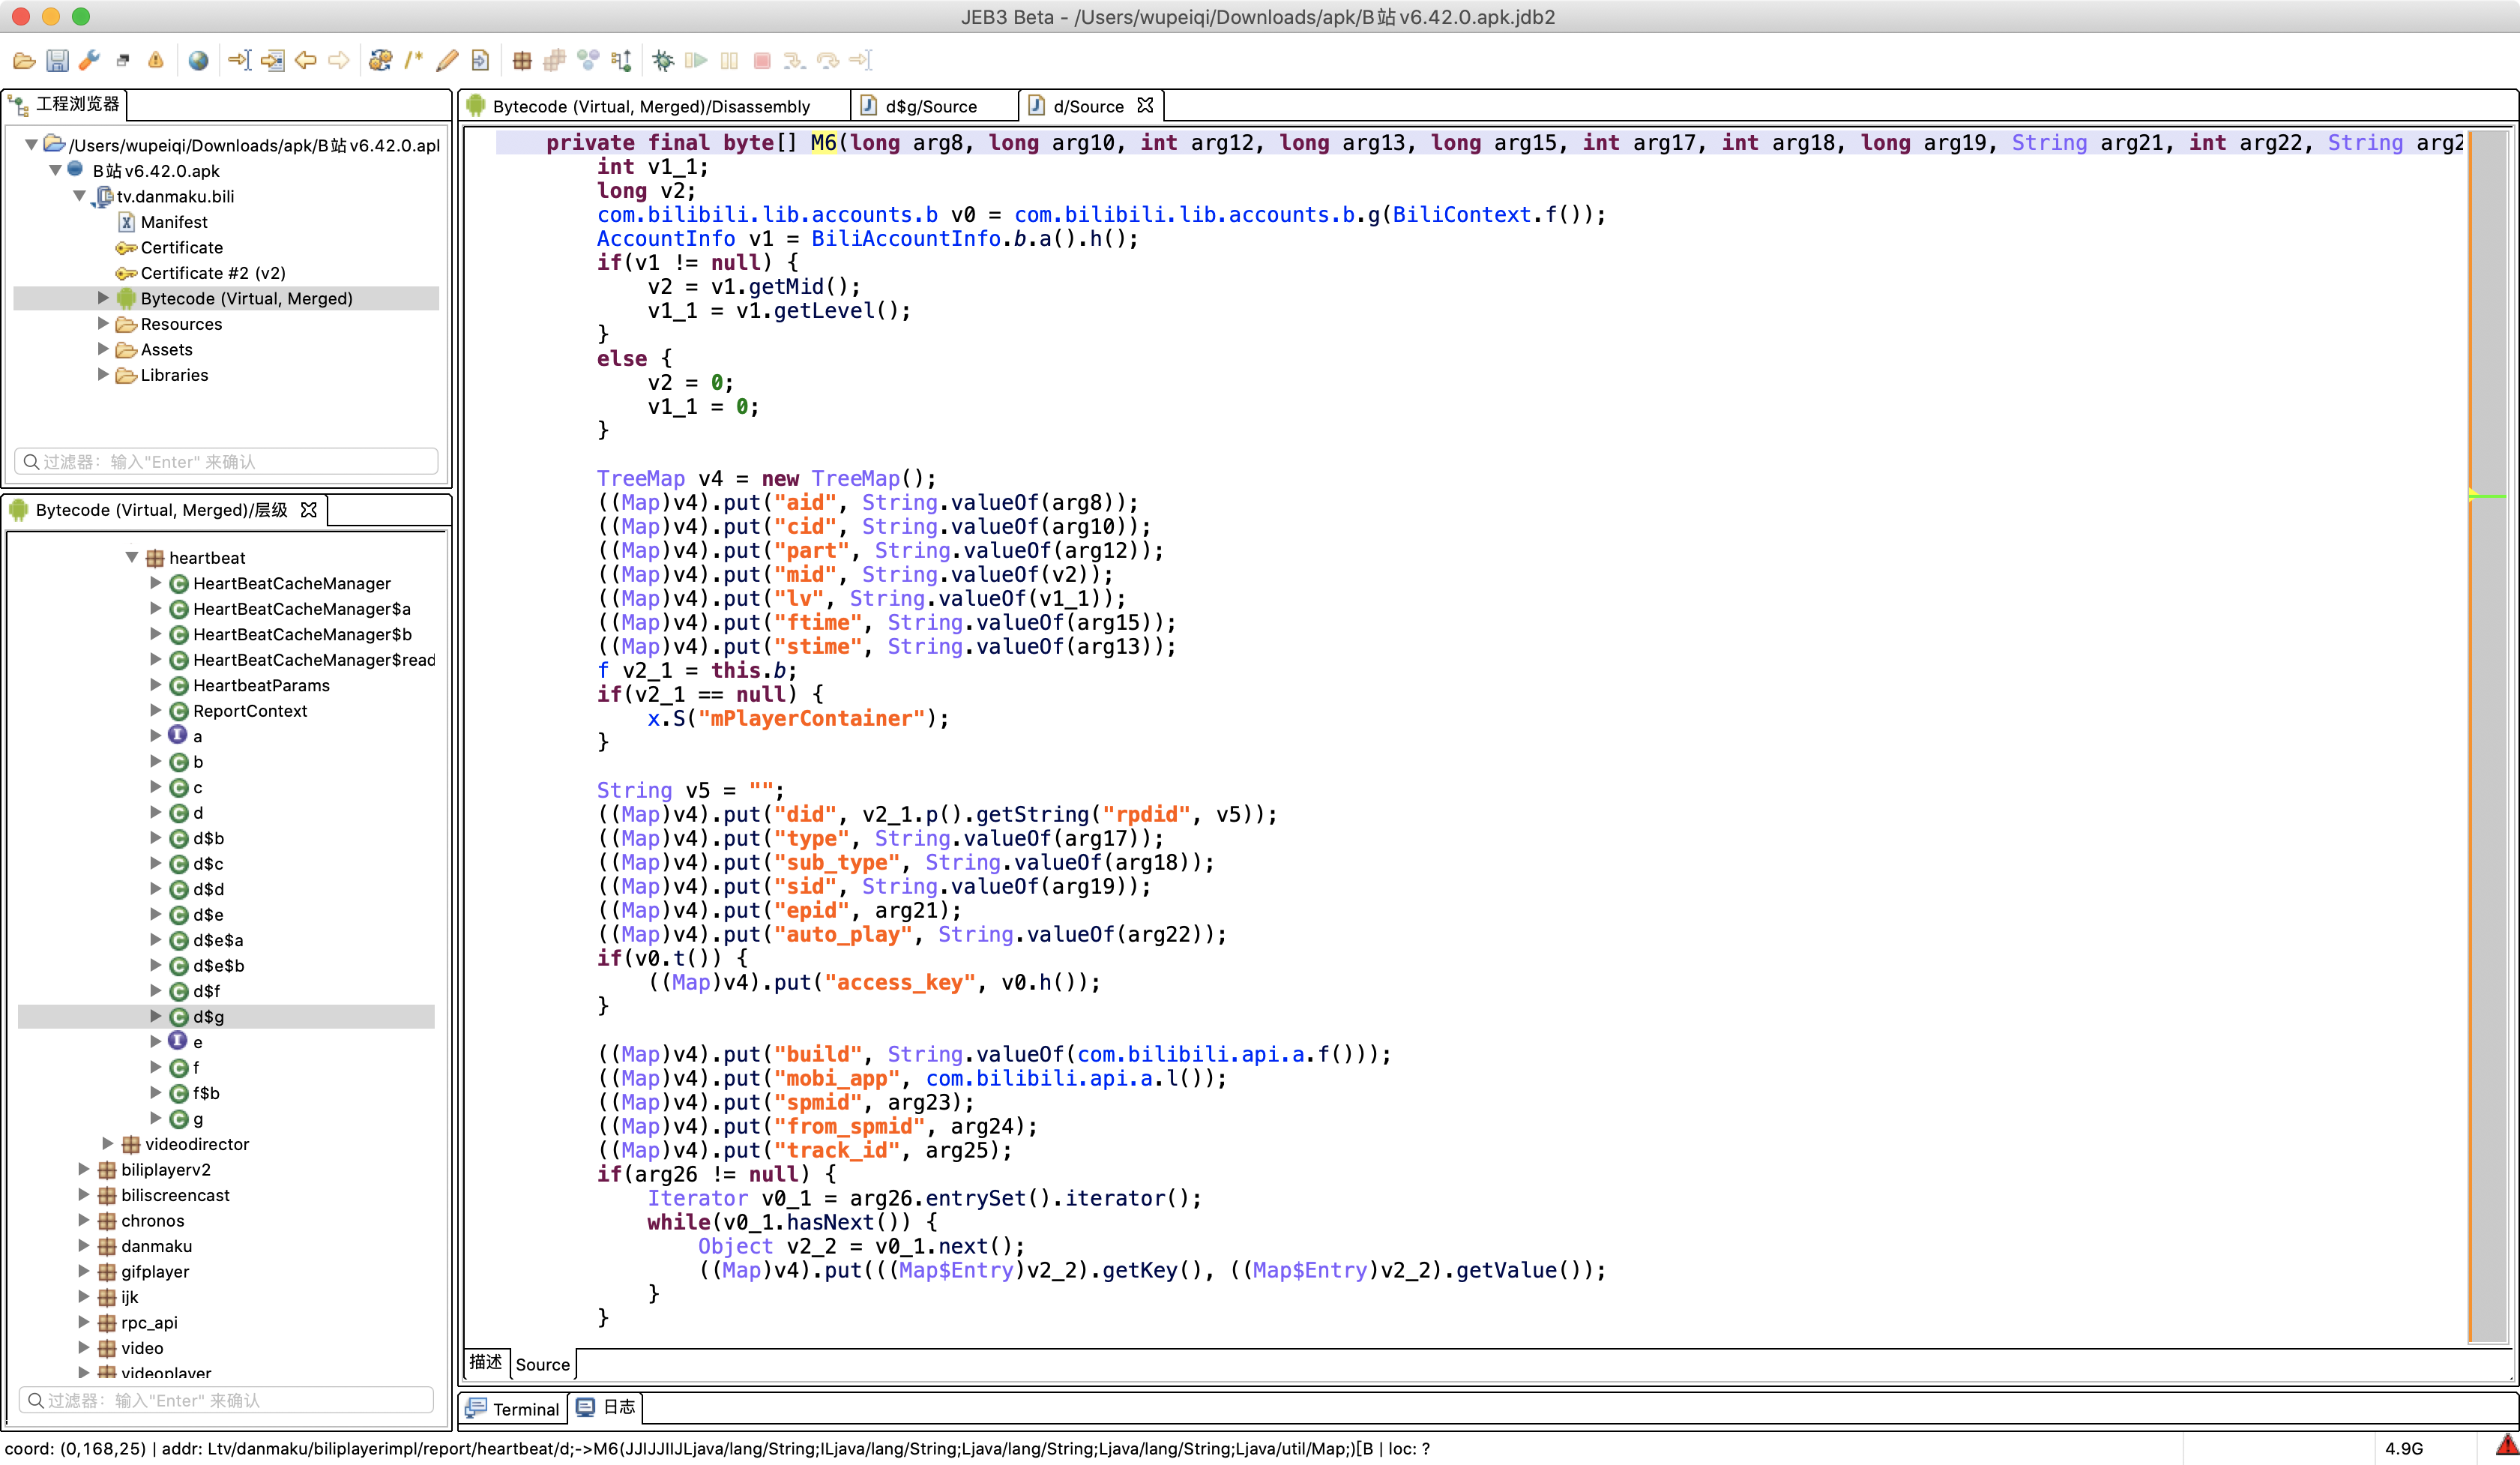 JEB3 Beta - /Users/wupeiqi/Downloads/apk/B站v6.42.0.apk.jdb2
工程浏览器
/Users/wupeiqi/Downloads/apk/B站v6.42.0.apl
B站v6.42.0.apk
tv.danmaku.bili
Manifest
Certificate
Certificate #2 (v2)
Bytecode (Virtual, Merged)
Resources
Assets
Libraries
过滤器: 输入"Enter" 来确认
Bytecode (Virtual, Merged)/层级
heartbeat
HeartBeatCacheManager
HeartBeatCacheManager$a
HeartBeatCacheManager$b
HeartBeatCacheManager$read
HeartbeatParams
ReportContext
a
b
c
d
d$b
d$c
d$d
d$e
d$e$a
d$e$b
d$f
d$g
e
f
f$b
g
videodirector
biliplayerv2
biliscreencast
chronos
danmaku
gifplayer
ijk
rpc_api
video
videoplayer
过滤器: 输入"Enter" 来确认
Bytecode (Virtual, Merged)/Disassembly
d$g/Source
d/Source
private final byte[] M6(long arg8, long arg10, int arg12, long arg13, long arg15, int arg17, int arg18, long arg19, String arg21, int arg22, String arg2
int v1_1;
long v2;
com.bilibili.lib.accounts.b v0 = com.bilibili.lib.accounts.b.g(BiliContext.f());
AccountInfo v1 = BiliAccountInfo.b.a().h();
if(v1 != null) {
v2 = v1.getMid();
v1_1 = v1.getLevel();
}
else {
v2 = 0;
v1_1 = 0;
}
TreeMap v4 = new TreeMap();
((Map)v4).put("aid", String.valueOf(arg8));
((Map)v4).put("cid", String.valueOf(arg10));
((Map)v4).put("part", String.valueOf(arg12));
((Map)v4).put("mid", String.valueOf(v2));
((Map)v4).put("lv", String.valueOf(v1_1));
((Map)v4).put("ftime", String.valueOf(arg15));
((Map)v4).put("stime", String.valueOf(arg13));
f v2_1 = this.b;
if(v2_1 == null) {
x.S("mPlayerContainer");
}
String v5 = "";
((Map)v4).put("did", v2_1.p().getString("rpdid", v5));
((Map)v4).put("type", String.valueOf(arg17));
((Map)v4).put("sub_type", String.valueOf(arg18));
((Map)v4).put("sid", String.valueOf(arg19));
((Map)v4).put("epid", arg21);
((Map)v4).put("auto_play", String.valueOf(arg22));
if(v0.t()) {
((Map)v4).put("access_key", v0.h());
}
((Map)v4).put("build", String.valueOf(com.bilibili.api.a.f()));
((Map)v4).put("mobi_app", com.bilibili.api.a.l());
((Map)v4).put("spmid", arg23);
((Map)v4).put("from_spmid", arg24);
((Map)v4).put("track_id", arg25);
if(arg26 != null) {
Iterator v0_1 = arg26.entrySet().iterator();
while(v0_1.hasNext()) {
Object v2_2 = v0_1.next();
((Map)v4).put(((Map$Entry)v2_2).getKey(), ((Map$Entry)v2_2).getValue());
}
}
描述
Source
Terminal
日志
coord: (0,168,25) | addr: Ltv/danmaku/biliplayerimpl/report/heartbeat/d;->M6(JJIJJIIJLjava/lang/String;ILjava/lang/String;Ljava/lang/String;Ljava/lang/String;Ljava/util/Map;)[B | loc: ?
4.9G